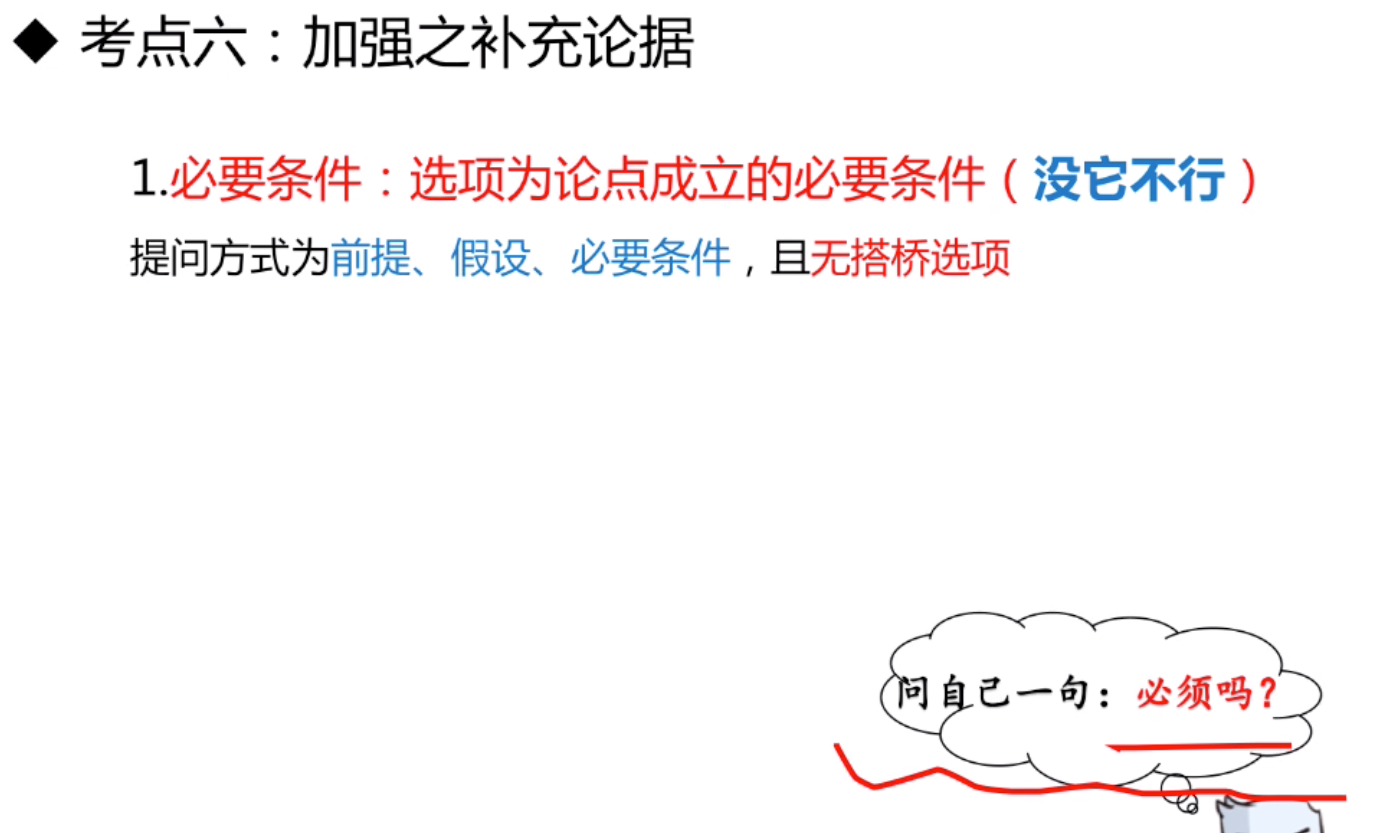 ◆ 考点六：加强之补充论据
1.必要条件：选项为论点成立的必要条件（没它不行）
提问方式为前提、假设、必要条件，且无搭桥选项
问自己一句：必须吗？